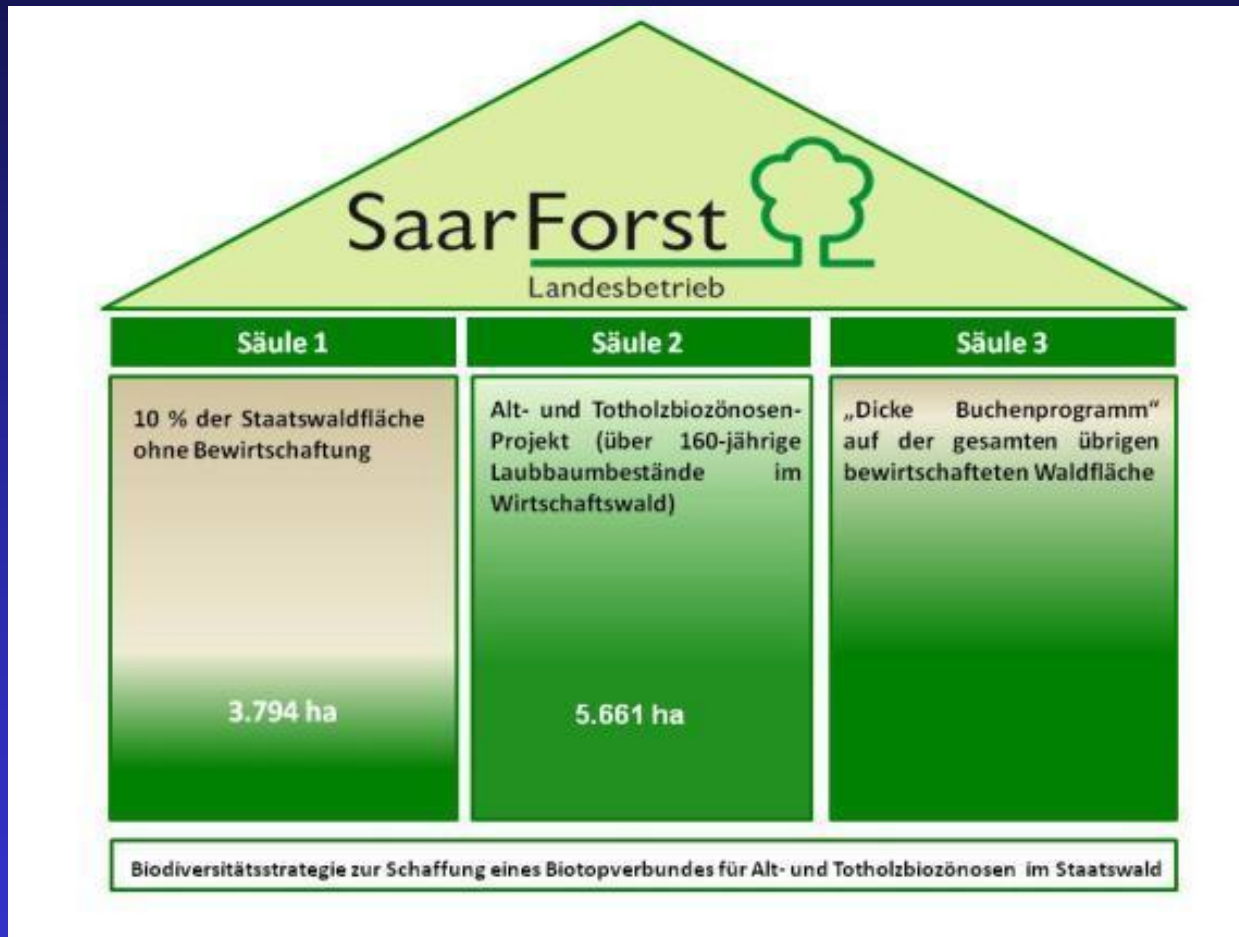 SaarForst
Landesbetrieb
Säule 1
10 % der Staatswaldfläche
ohne Bewirtschaftung
3.794 ha
Säule 2
Alt- und Totholzbiozönosen-
Projekt (über 160-jährige
Laubbaumbestände im
Wirtschaftswald)
5.661 ha
Säule 3
„Dicke Buchenprogramm“
auf der gesamten übrigen
bewirtschafteten Waldfläche
Biodiversitätsstrategie zur Schaffung eines Biotopverbundes für Alt- und Totholzbiozönosen im Staatswald